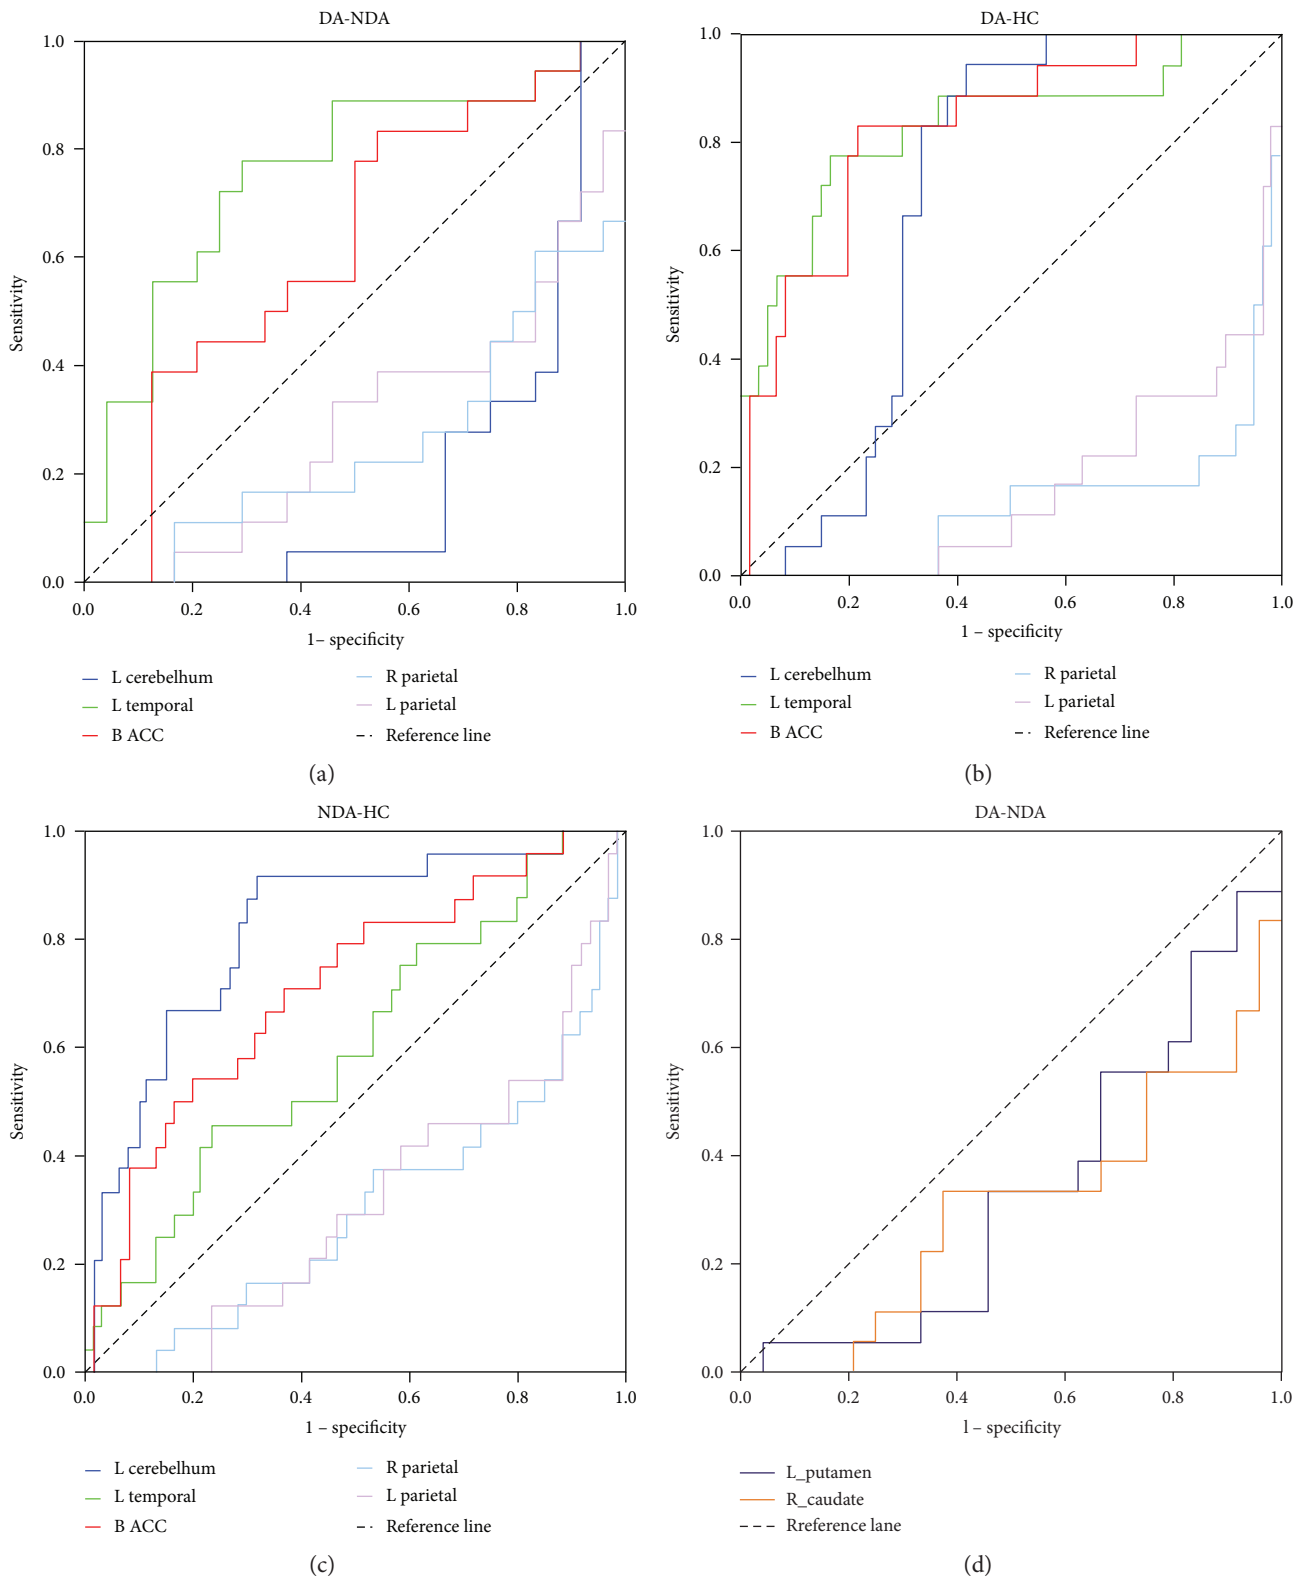 DA-NDA
1.0
0.8
0.6
0.4
0.2
0.0
Sensitivity
0.0 0.2 0.4 0.6 0.8 1.0
1– specificity
L cerebelhum
L temporal
B ACC
R parietal
L parietal
Reference line
(a)
DA-HC
1.0
0.8
0.6
0.4
0.2
0.0
Sensitivity
0.0 0.2 0.4 0.6 0.8 1.0
1 – specificity
L cerebelhum
L temporal
B ACC
R parietal
L parietal
Reference line
(b)
NDA-HC
1.0
0.8
0.6
0.4
0.2
0.0
Sensitivity
0.0 0.2 0.4 0.6 0.8 1.0
1 – specificity
L cerebelhum
L temporal
B ACC
R parietal
L parietal
Reference line
(c)
DA-NDA
1.0
0.8
0.6
0.4
0.2
0.0
Sensitivity
0.0 0.2 0.4 0.6 0.8 1.0
l – specificity
L_putamen
R_caudate
Rreference lane
(d)